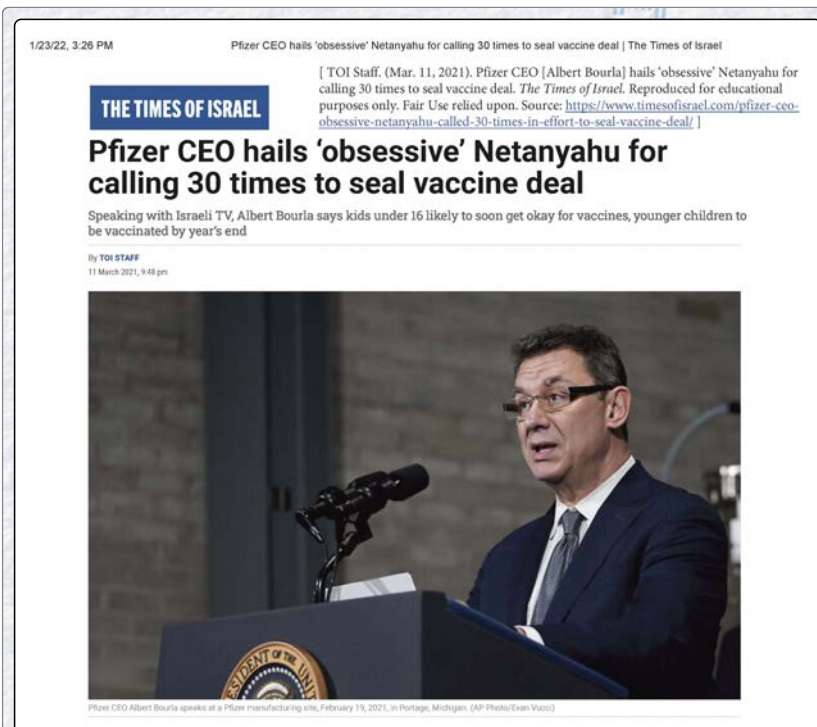 1/23/22, 3:26 PM
Pfizer CEO hails 'obsessive' Netanyahu for calling 30 times to seal vaccine deal | The Times of Israel
[ TOI Staff. (Mar. 11, 2021). Pfizer CEO [Albert Bourla] hails ‘obsessive’ Netanyahu for
calling 30 times to seal vaccine deal. The Times of Israel. Reproduced for educational
purposes only. Fair Use relied upon. Source: https://www.timesofisrael.com/pfizer-ceo-
obsessive-netanyahu-called-30-times-in-effort-to-seal-vaccine-deal/ ]
THE TIMES OF ISRAEL
Pfizer CEO hails ‘obsessive’ Netanyahu for
calling 30 times to seal vaccine deal
Speaking with Israeli TV, Albert Bourla says kids under 16 likely to soon get okay for vaccines, younger children to
be vaccinated by year's end
By TOI STAFF
11 March 2021, 9:48 pm
IDENT OF THE UNI
Pfizer CEO Albert Bourla speaks at a Pfizer manufacturing site, February 19, 2021, in Portage, Michigan. (AP Photo/Evan Vucci)